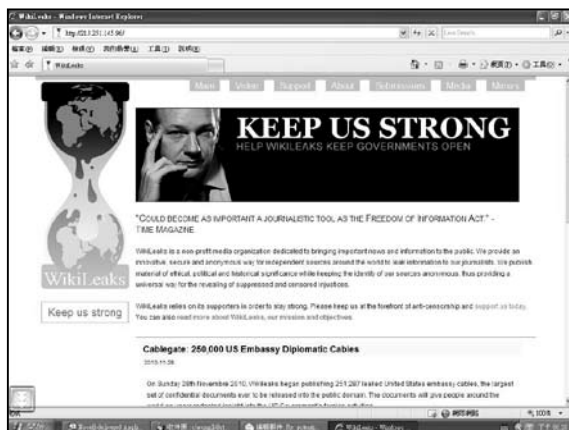 WikiLeaks - Windows Internet Explorer
WikiLeaks
Main Video Support About Submissions Media Mirrors
KEEP US STRONG
HELP WIKILEAKS KEEP GOVERNMENTS OPEN
"COULD BECOME AS IMPORTANT A JOURNALISTIC TOOL AS THE FREEDOM OF INFORMATION ACT." -
TIME MAGAZINE
WikiLeaks is a non-profit media organization dedicated to bringing important news and information to the public. We provide an
innovative, secure and anonymous way for independent sources around the world to leak information to our journalists. We publish
material of ethical, political and historical significance while keeping the identity of our sources anonymous, thus providing a
universal way for the revealing of suppressed and censored injustices.
WikiLeaks
Keep us strong
WikiLeaks relies on its supporters in order to stay strong. Please keep us at the forefront of anti-censorship and support us today.
You can also read more about WikiLeaks, our mission and objectives.
Cablegate: 250,000 US Embassy Diplomatic Cables
On Sunday 28th November 2010, Wikileaks began publishing 251,287 leaked United States embassy cables, the largest
set of confidential documents ever to be released into the public domain. The documents will give people around the
100%